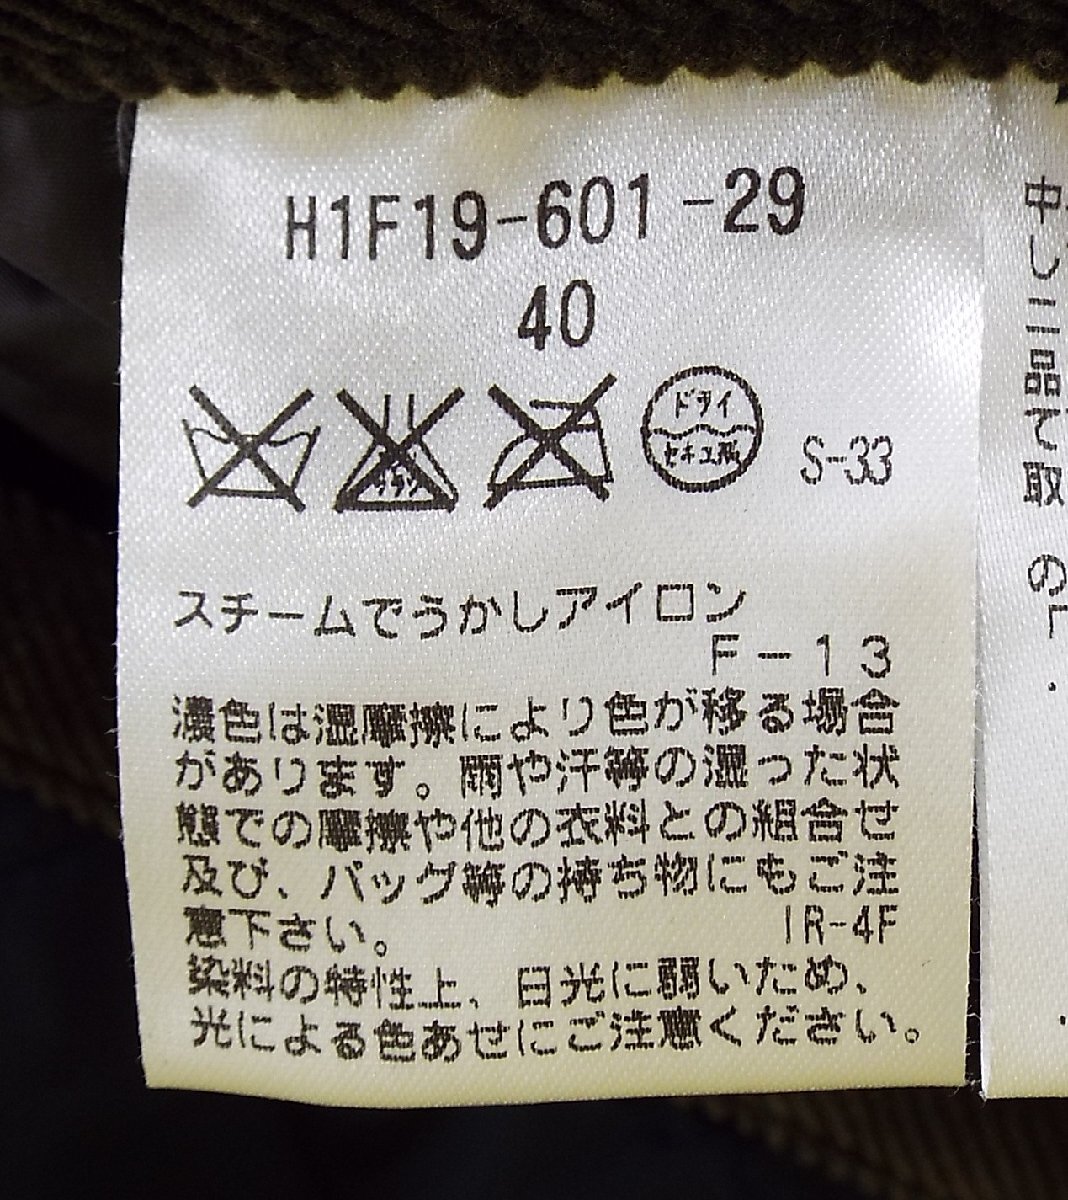 H1F19-601-29
40
ドライ
セキユ系
S-33
スチームでうかしアイロン
F-13
濃色は湿摩擦により色が移る場合
があります。雨や汗等の湿った状
態での摩擦や他の衣料との組合せ
及び、バッグ等の持ち物にもご注
意下さい。
IR-4F
染料の特性上、日光に弱いため、
光による色あせにご注意ください。